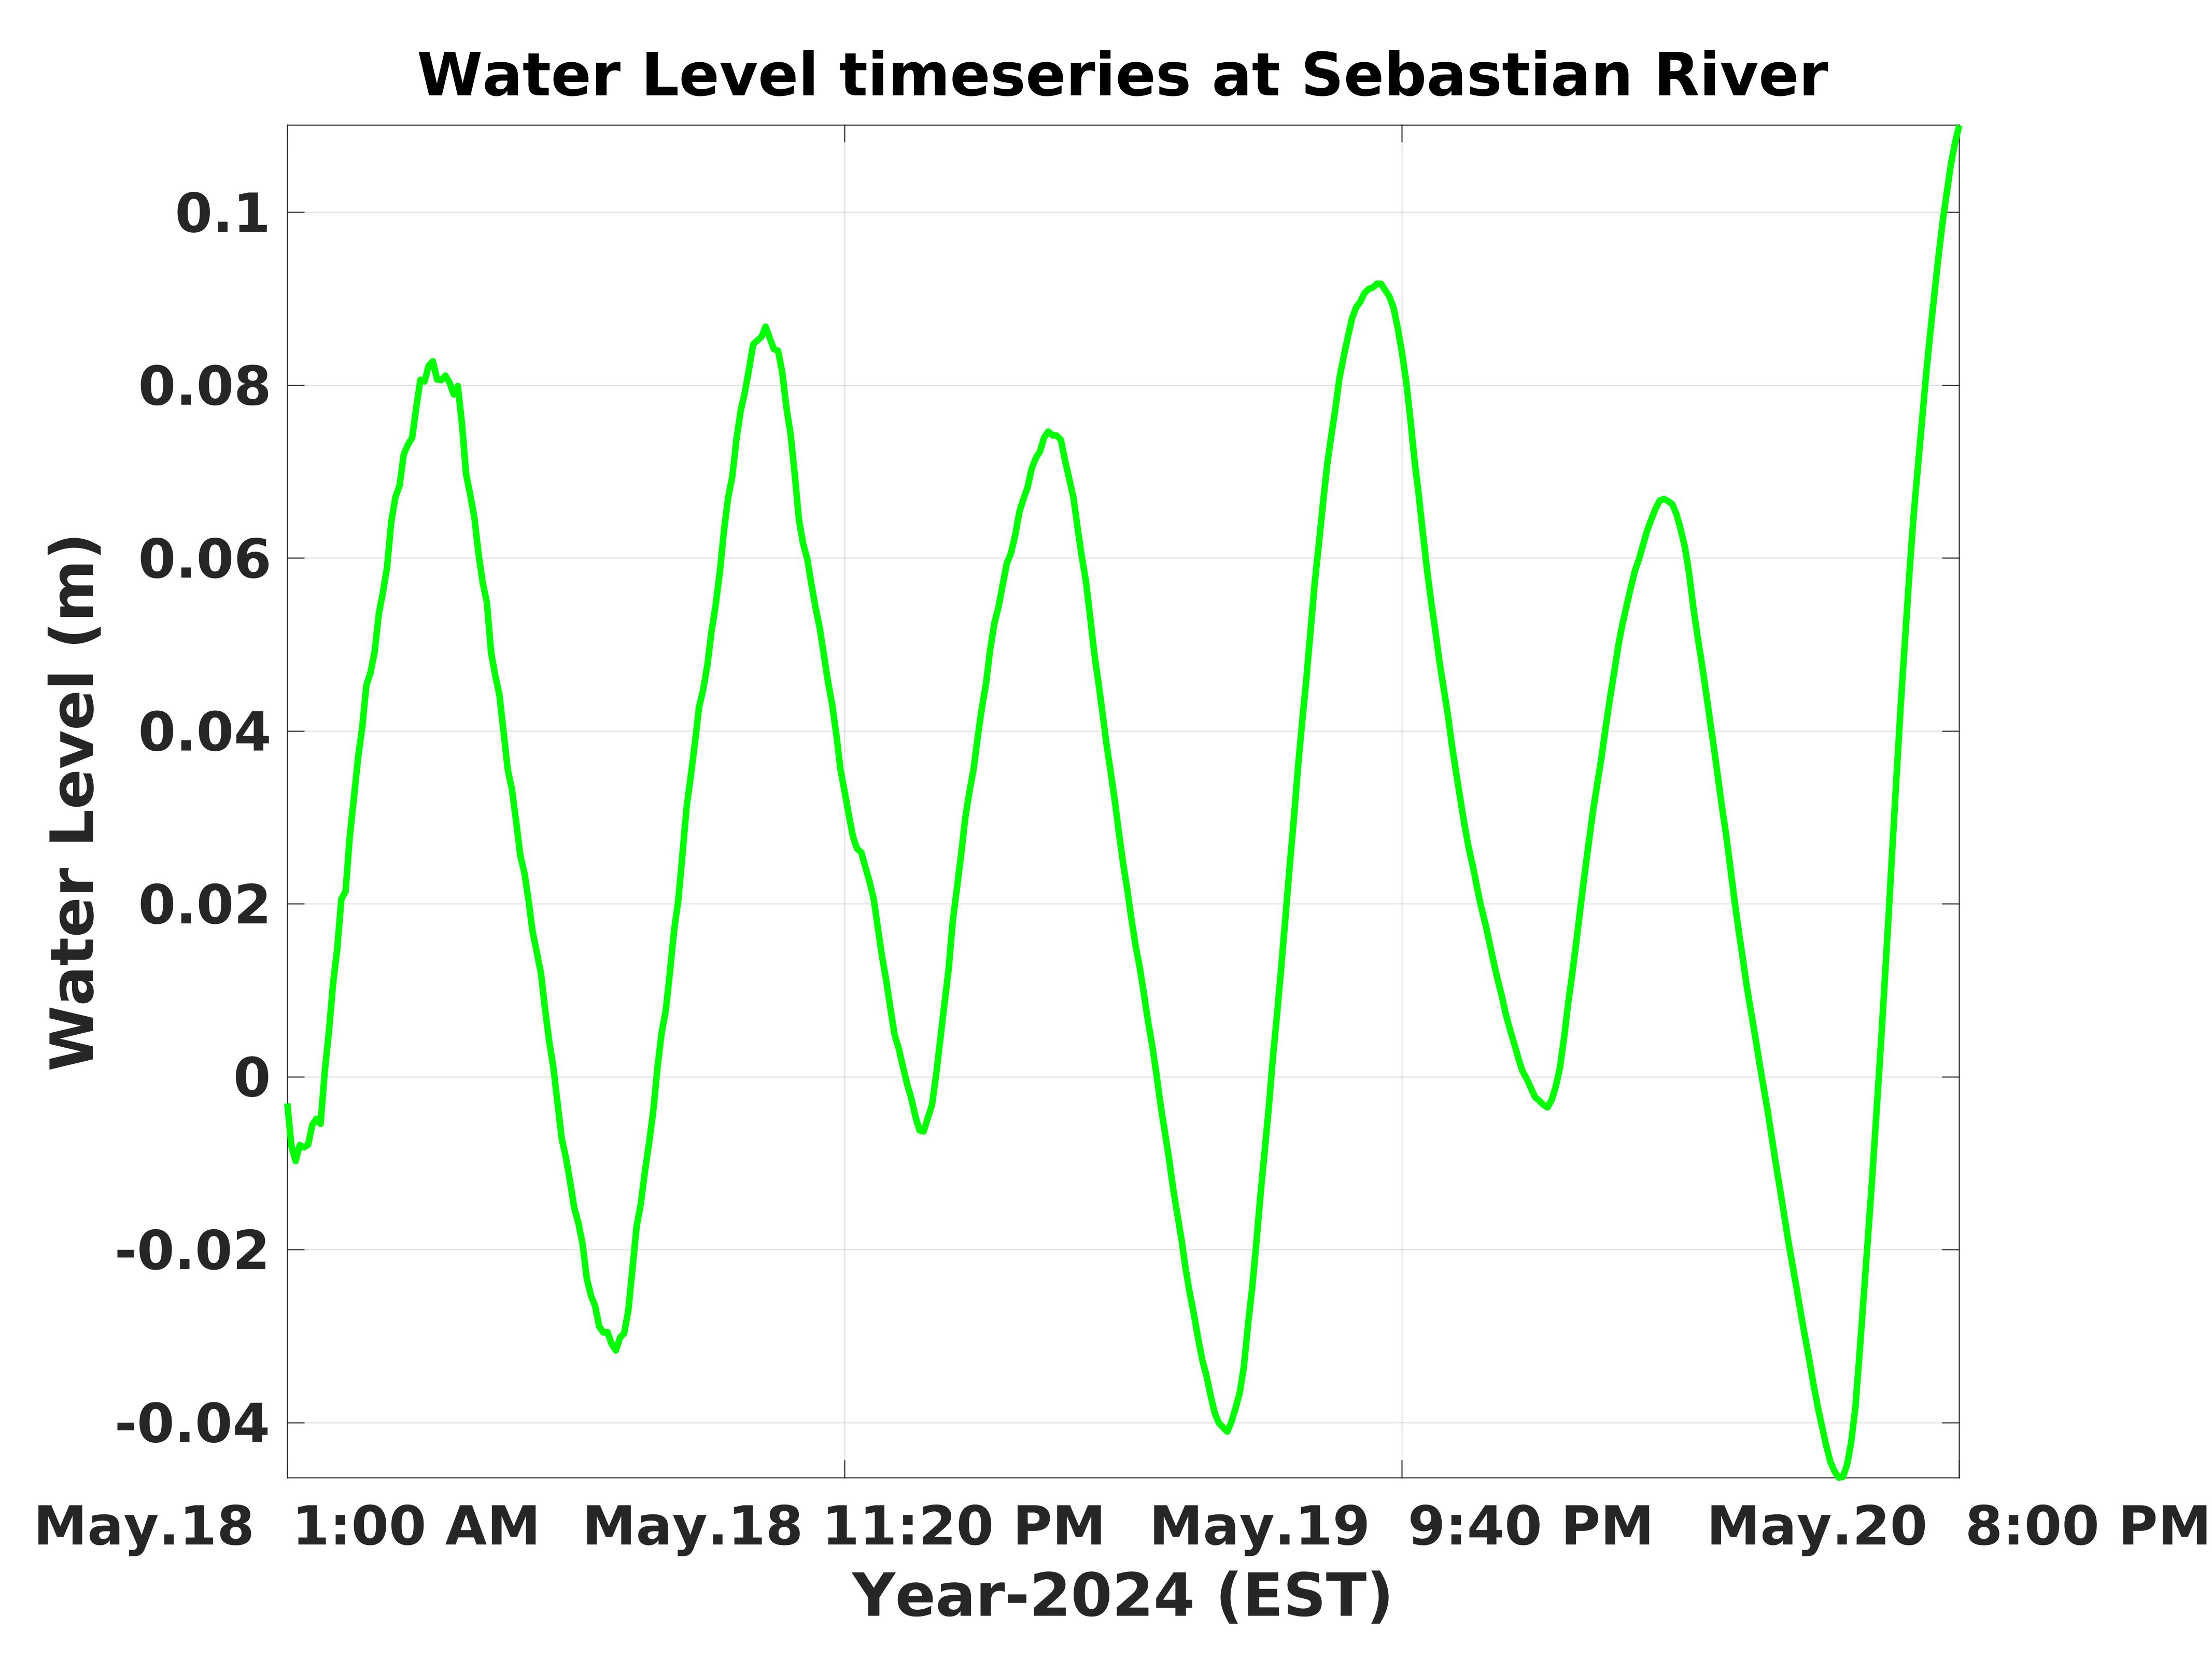 Water Level timeseries at Sebastian River
Water Level (m)
0.1
0.08
0.06
0.04
0.02
0
-0.02
-0.04
May.18 1:00 AM May.18 11:20 PM May.19 9:40 PM May.20 8:00 PM
Year-2024 (EST)